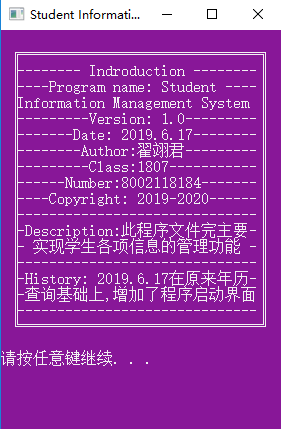 Student Informati...
-------- Indroduction --------
----Program name: Student ----
Information Management System
---------Version: 1.0---------
-------Date: 2019.6.17--------
--------Author:翟翊君--------
---------Class:1807-----------
------Number:8002118184-------
----Copyright: 2019-2020------
------------------------------
-Description:此程序文件完主要-
- 实现学生各项信息的管理功能 -
------------------------------
-History: 2019.6.17在原来年历-
-查询基础上,增加了程序启动界面
------------------------------
请按任意键继续. . .